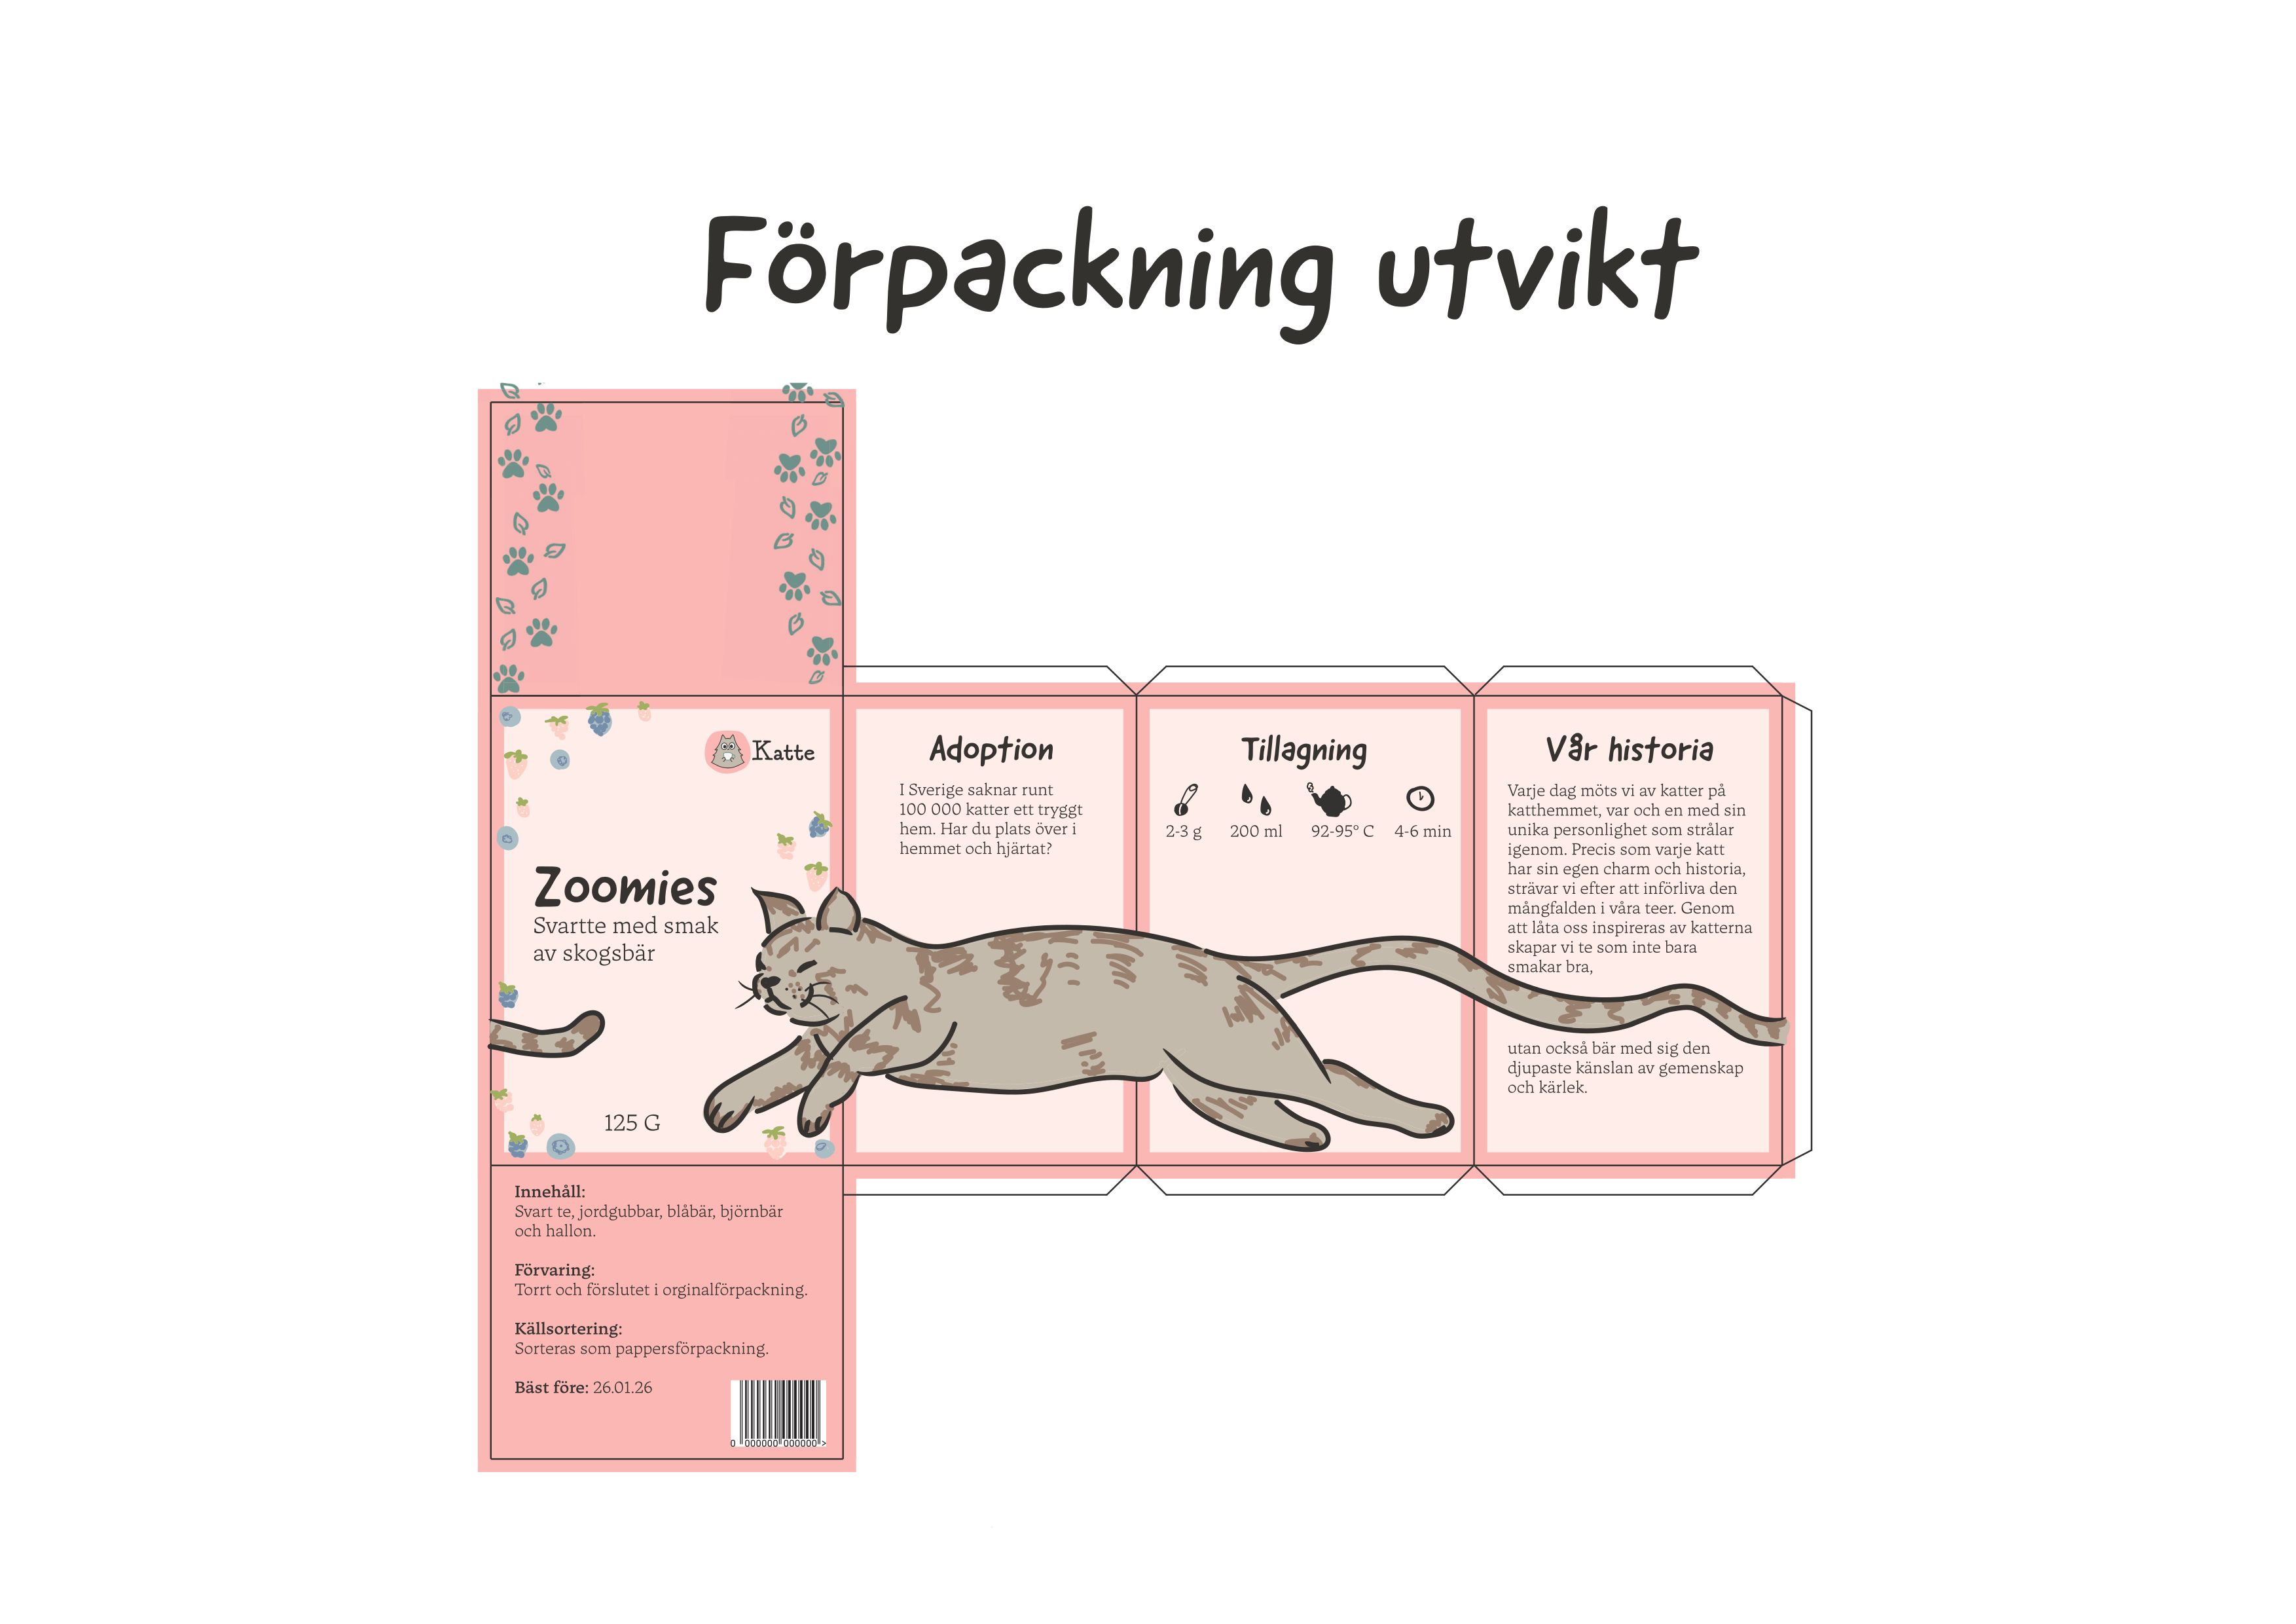 Förpackning utvikt
Katte
Zoomies
Svartte med smak
av skogsbär
125 G
Adoption
I Sverige saknar runt
100 000 katter ett tryggt
hem. Har du plats över i
hemmet och hjärtat?
Tillagning
2-3 g 200 ml 92-95° C 4-6 min
Vår historia
Varje dag möts vi av katter på
katthemmet, var och en med sin
unika personlighet som strålar
igenom. Precis som varje katt
har sin egen charm och historia,
strävar vi efter att införliva den
mångfalden i våra teer. Genom
att låta oss inspireras av katterna
skapar vi te som inte bara
smakar bra,
utan också bär med sig den
djupaste känslan av gemenskap
och kärlek.
Innehåll:
Svart te, jordgubbar, blåbär, björnbär
och hallon.
Förvaring:
Torrt och förslutet i orginalförpackning.
Källsortering:
Sorteras som pappersförpackning.
Bäst före: 26.01.26
0 000000 000000 >